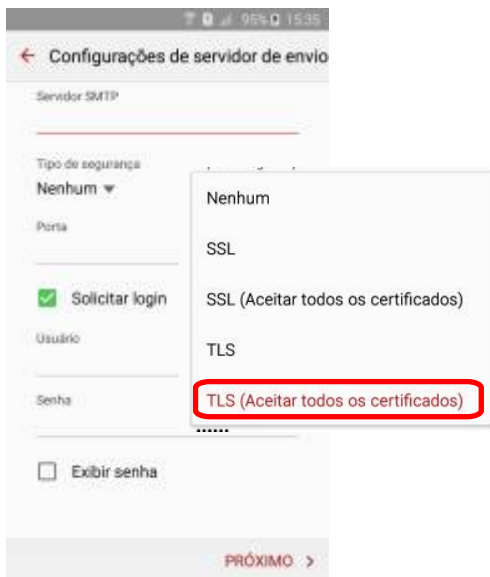 95% 15:35
Configurações de servidor de envio
Servidor SMTP
Tipo de segurança
Nenhum
Porta
Solicitar login
Usuário
Senha
Exibir senha
Nenhum
SSL
SSL (Aceitar todos os certificados)
TLS
TLS (Aceitar todos os certificados)
••••••
PRÓXIMO >